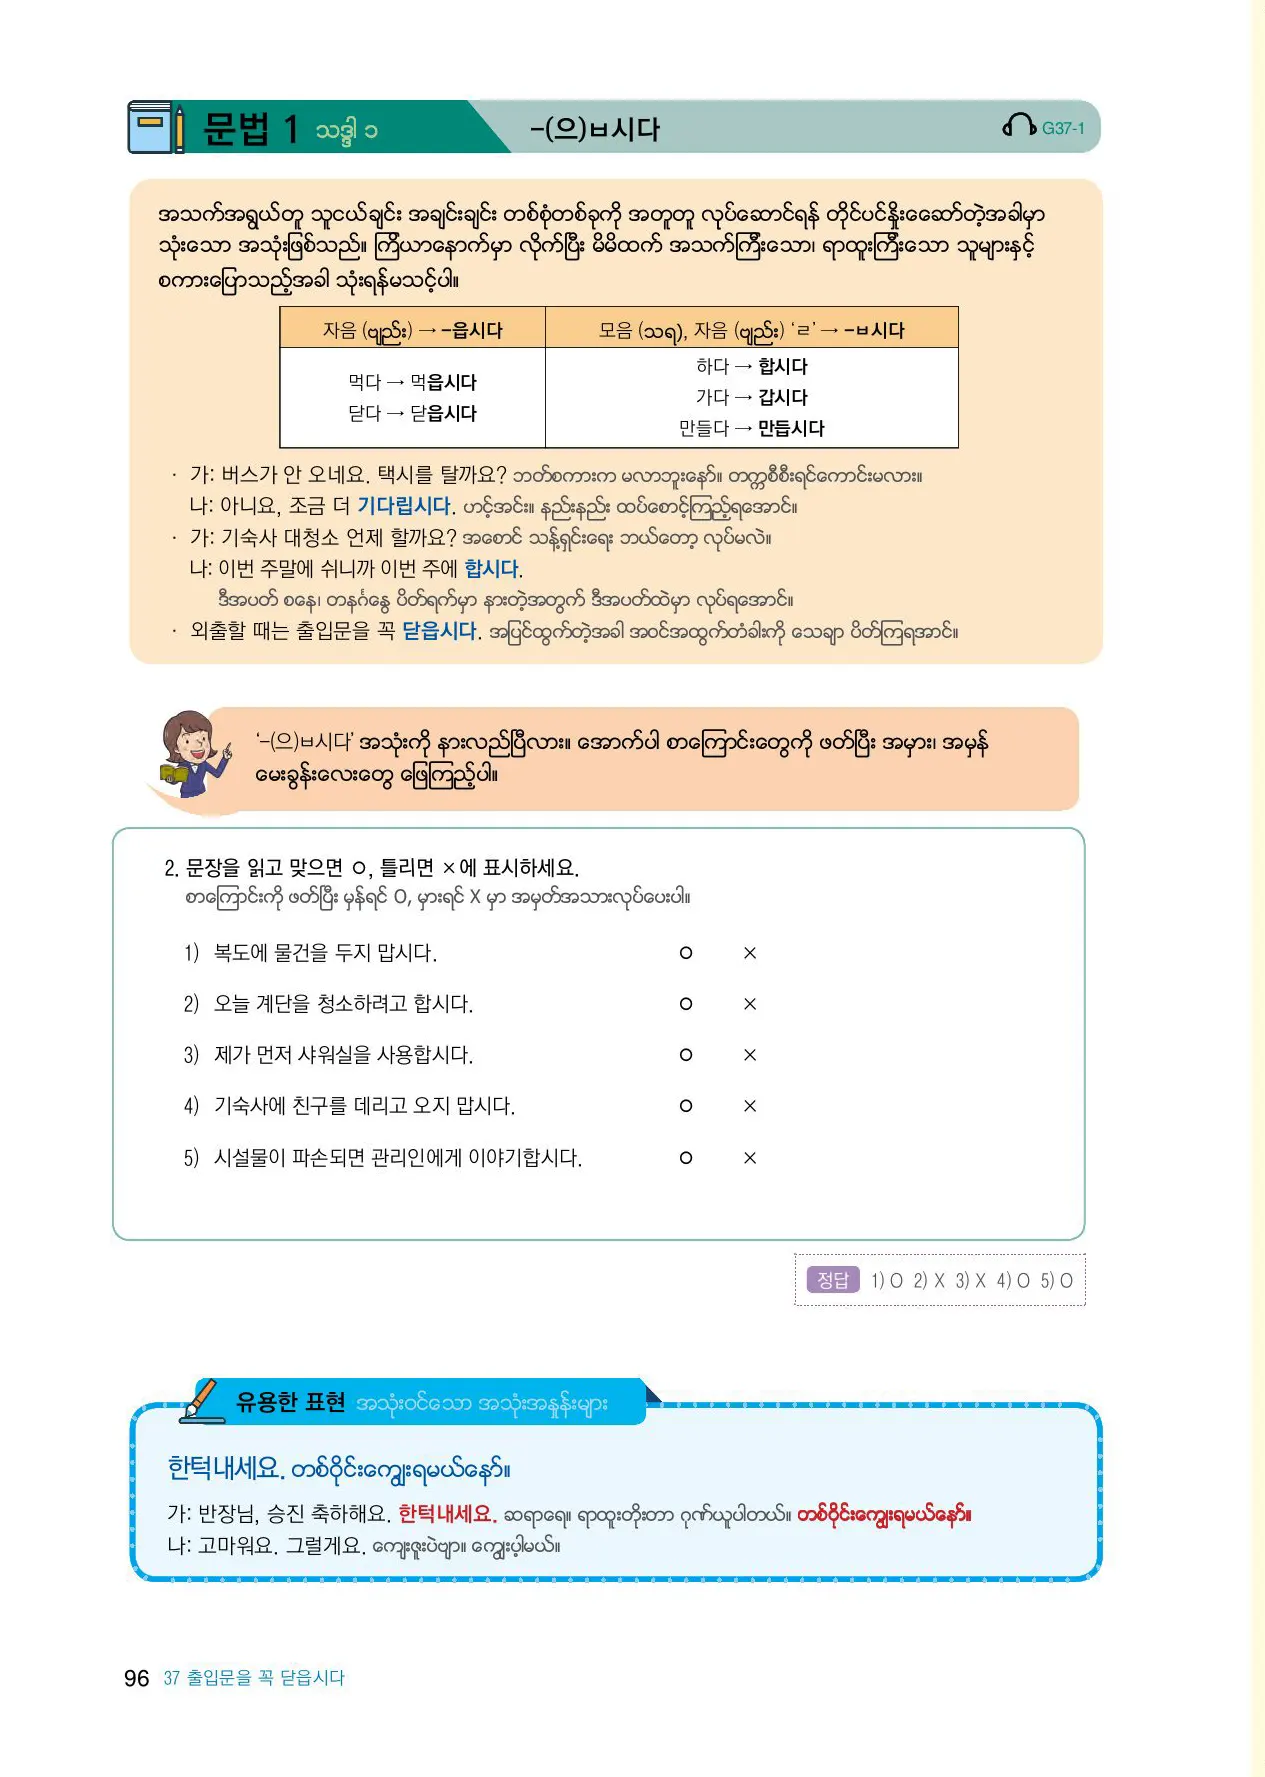 문법 1 သဒ္ဒါ ၁
-(으)ㅂ시다
G37-1
အသက်အရွယ်တူ သူငယ်ချင်း အချင်းချင်း တစ်စုံတစ်ခုကို အတူတူ လုပ်ဆောင်ရန် တိုင်ပင်နှိုးဆော်တဲ့အခါမှာ
သုံးသော အသုံးဖြစ်သည်။ ကြိယာနောက်မှာ လိုက်ပြီး မိမိထက် အသက်ကြီးသော၊ ရာထူးကြီးသော သူများနှင့်
စကားပြောသည့်အခါ သုံးရန်မသင့်ပါ။
자음 (ဗျည်း) → -읍시다
모음 (သရ), 자음 (ဗျည်း) ‘ㄹ’ → -ㅂ시다
먹다 → 먹읍시다
닫다 → 닫읍시다
하다 → 합시다
가다 → 갑시다
만들다 → 만듭시다
· 가: 버스가 안 오네요. 택시를 탈까요? ဘတ်စကားက မလာဘူးနော်။ တက္ကစီစီးရင်ကောင်းမလား။
나: 아니요, 조금 더 기다립시다. ဟင့်အင်း။ နည်းနည်း ထပ်စောင့်ကြည့်ရအောင်။
· 가: 기숙사 대청소 언제 할까요? အဆောင် သန့်ရှင်းရေး ဘယ်တော့ လုပ်မလဲ။
나: 이번 주말에 쉬니까 이번 주에 합시다.
ဒီအပတ် စနေ၊ တနင်္ဂနွေ ပိတ်ရက်မှာ နားတဲ့အတွက် ဒီအပတ်ထဲမှာ လုပ်ရအောင်။
· 외출할 때는 출입문을 꼭 닫읍시다. အပြင်ထွက်တဲ့အခါ အဝင်အထွက်တံခါးကို သေချာ ပိတ်ကြရအာင်။
‘-(으)ㅂ시다’ အသုံးကို နားလည်ပြီလား။ အောက်ပါ စာကြောင်းတွေကို ဖတ်ပြီး အမှား၊ အမှန်
မေးခွန်းလေးတွေ ဖြေကြည့်ပါ။
2. 문장을 읽고 맞으면 O, 틀리면 ×에 표시하세요.
စာကြောင်းကို ဖတ်ပြီး မှန်ရင် O, မှားရင် X မှာ အမှတ်အသားလုပ်ပေးပါ။
1) 복도에 물건을 두지 맙시다. O ×
2) 오늘 계단을 청소하려고 합시다. O ×
3) 제가 먼저 샤워실을 사용합시다. O ×
4) 기숙사에 친구를 데리고 오지 맙시다. O ×
5) 시설물이 파손되면 관리인에게 이야기합시다. O ×
정답 1) O 2) X 3) X 4) O 5) O
유용한 표현 အသုံးဝင်သော အသုံးအနှုန်းများ
한턱내세요. တစ်ဝိုင်းကျွေးရမယ်နော်။
가: 반장님, 승진 축하해요. 한턱내세요. ဆရာရေ။ ရာထူးတိုးတာ ဂုဏ်ယူပါတယ်။ တစ်ဝိုင်းကျွေးရမယ်နော်။
나: 고마워요. 그럴게요. ကျေးဇူးပဲဗျာ။ ကျွေးပ့ါမယ်။
96 37 출입문을 꼭 닫읍시다